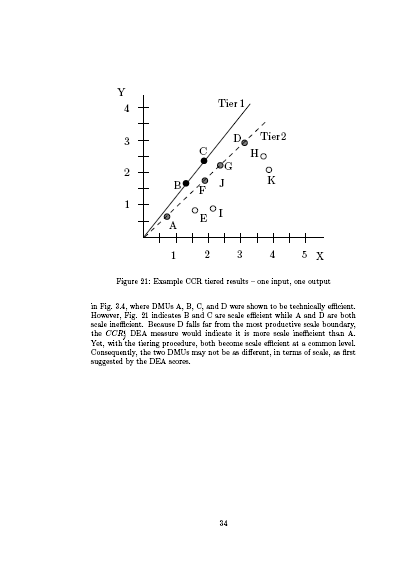 Y
Tier 1
4
D
3
Tier2
C
H
G
2
B
K
F
J
1
E
I
A
1 2 3 4 5 X
Figure 21: Example CCR tiered results – one input, one output
in Fig. 3.4, where DMUs A, B, C, and D were shown to be technically efficient.
However, Fig. 21 indicates B and C are scale efficient while A and D are both
scale inefficient. Because D falls far from the most productive scale boundary,
the CCR DEA measure would indicate it is more scale inefficient than A.
Yet, with the tiering procedure, both become scale efficient at a common level.
Consequently, the two DMUs may not be as different, in terms of scale, as first
suggested by the DEA scores.
34